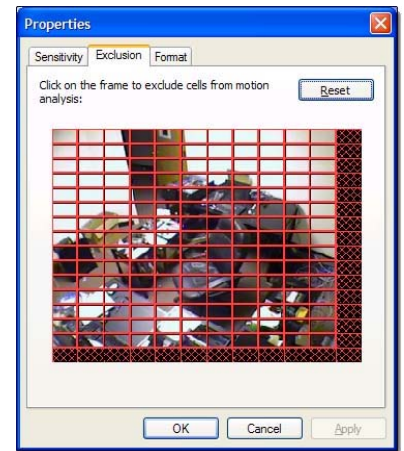 Properties
Sensitivity Exclusion Format
Click on the frame to exclude cells from motion
analysis:
Reset
OK Cancel Apply